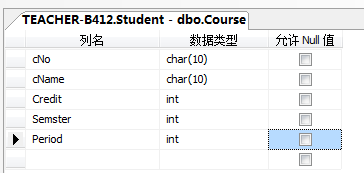 TEACHER-B412.Student - dbo.Course
列名 数据类型 允许 Null 值
cNo char(10)
cName char(10)
Credit int
Semster int
Period int